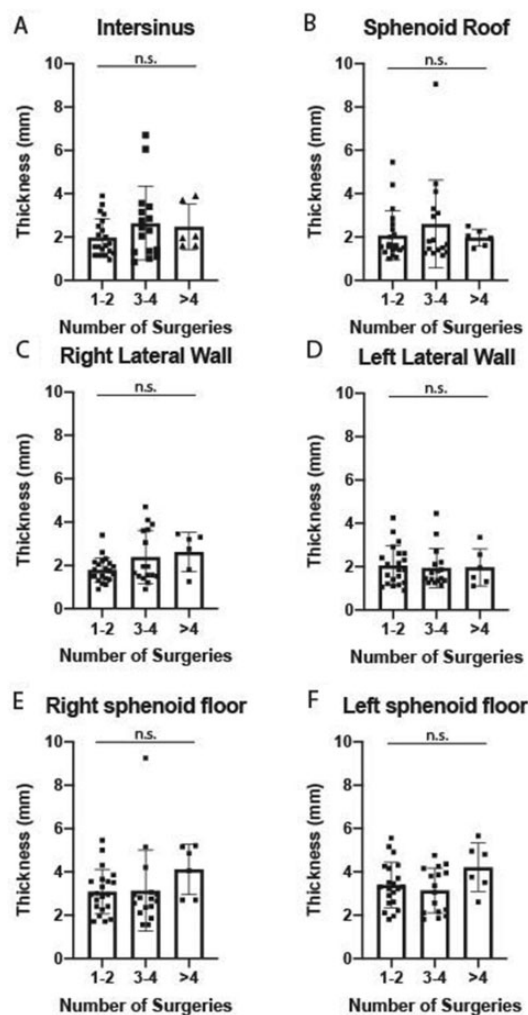 A Intersinus
n.s.
Thickness (mm)
10
8
6
4
2
0
1-2 3-4 >4
Number of Surgeries
B Sphenoid Roof
n.s.
Thickness (mm)
10
8
6
4
2
0
1-2 3-4 >4
Number of Surgeries
C Right Lateral Wall
n.s.
Thickness (mm)
10
8
6
4
2
0
1-2 3-4 >4
Number of Surgeries
D Left Lateral Wall
n.s.
Thickness (mm)
10
8
6
4
2
0
1-2 3-4 >4
Number of Surgeries
E Right sphenoid floor
n.s.
Thickness (mm)
10
8
6
4
2
0
1-2 3-4 >4
Number of Surgeries
F Left sphenoid floor
n.s.
Thickness (mm)
10
8
6
4
2
0
1-2 3-4 >4
Number of Surgeries